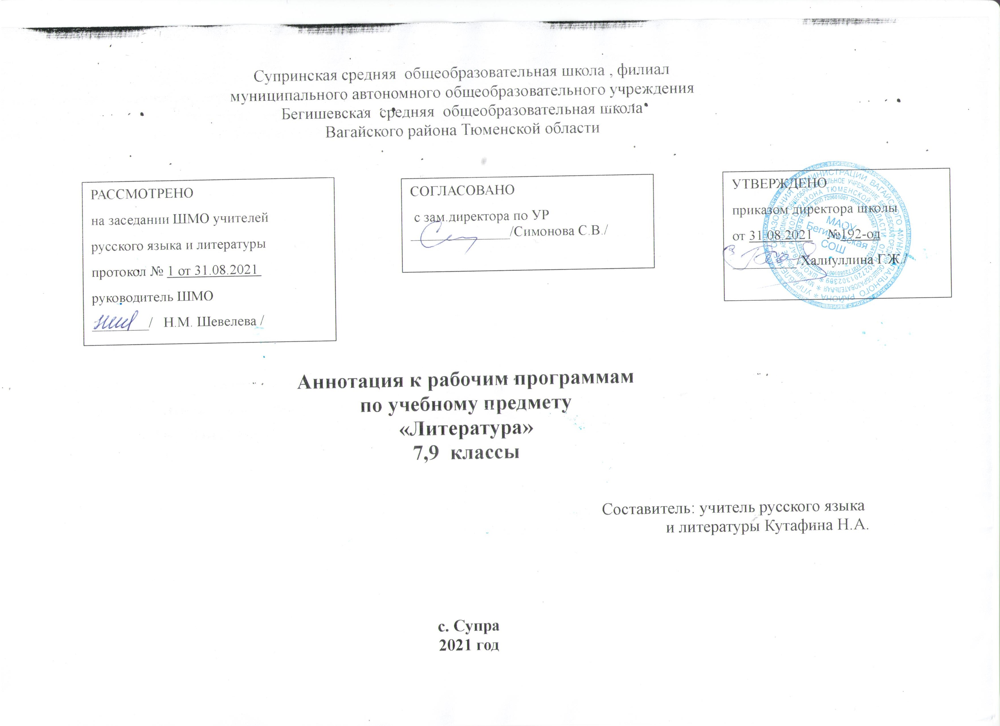 Супринская средняя общеобразовательная школа , филиал
муниципального автономного общеобразовательного учреждения
Бегишевская средняя общеобразовательная школа
Вагайского района Тюменской области
РАССМОТРЕНО
на заседании ШМО учителей
русского языка и литературы
протокол № 1 от 31.08.2021
руководитель ШМО
/ Н.М. Шевелева /
СОГЛАСОВАНО
с зам.директора по УР
/Симонова С.В./
УТВЕРЖДЕНО
приказом директора школы
от 31.08.2021 №192-од
/Халиуллина Г.Ж./
МАОУ
Бегишевская
СОШ
Аннотация к рабочим программам
по учебному предмету
«Литература»
7,9 классы
Составитель: учитель русского языка
и литературы Кутафина Н.А.
с. Супра
2021 год